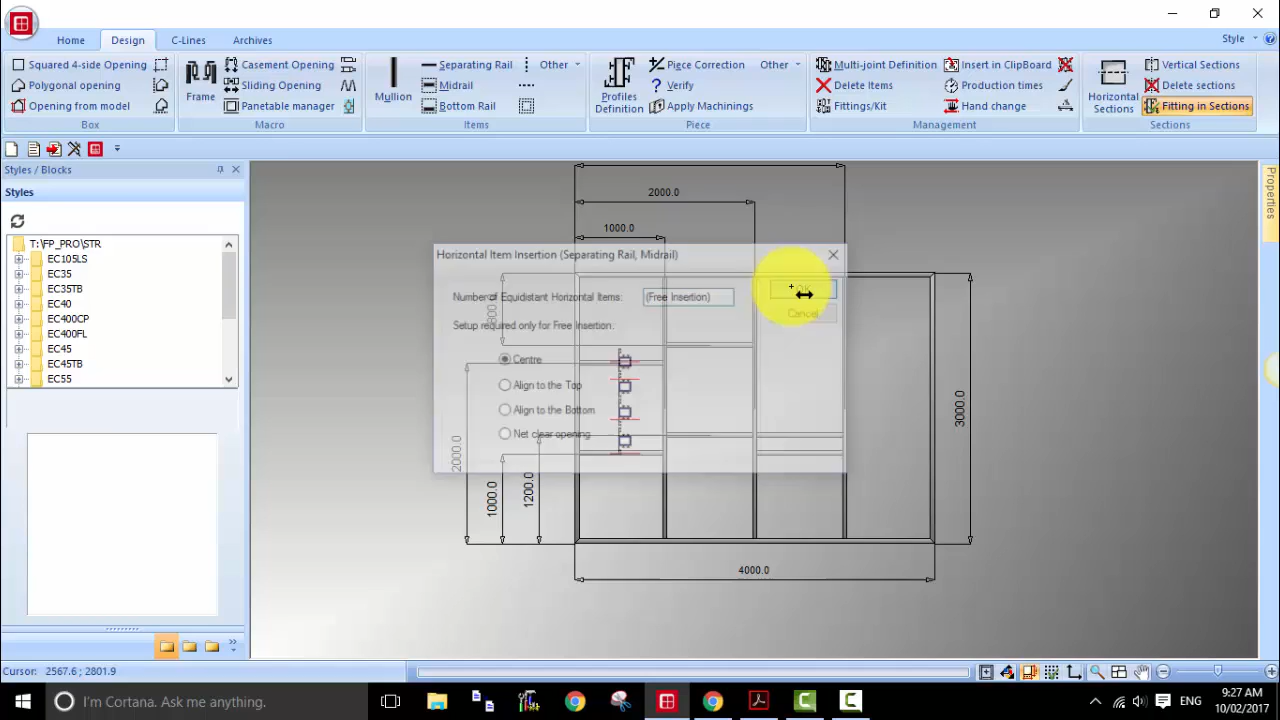 Style
Home
Design
C-Lines
Archives
Squared 4-side Opening
Polygonal opening
Opening from model
Box
Frame
Casement Opening
Sliding Opening
Panetable manager
Macro
Mullion
Separating Rail
Midrail
Bottom Rail
Other
Items
Profiles
Definition
Piece Correction
Verify
Apply Machinings
Other
Piece
Multi-joint Definition
Delete Items
Fittings/Kit
Insert in ClipBoard
Production times
Hand change
Management
Horizontal
Sections
Vertical Sections
Delete sections
Fitting in Sections
Sections
Styles / Blocks
Styles
T:\FP_PRO\STR
EC105LS
EC35
EC35TB
EC40
EC400CP
EC400FL
EC45
EC45TB
EC55
Properties
2000.0
1000.0
Horizontal Item Insertion (Separating Rail, Midrail)
Number of Equidistant Horizontal Items:
(Free Insertion)
OK
Cancel
Setup required only for Free Insertion:
Centre
Align to the Top
Align to the Bottom
Net clear opening
2000.0
1000.0
1200.0
3000.0
4000.0
Cursor: 2567.6 ; 2801.9
I'm Cortana. Ask me anything.
ENG
9:27 AM
10/02/2017